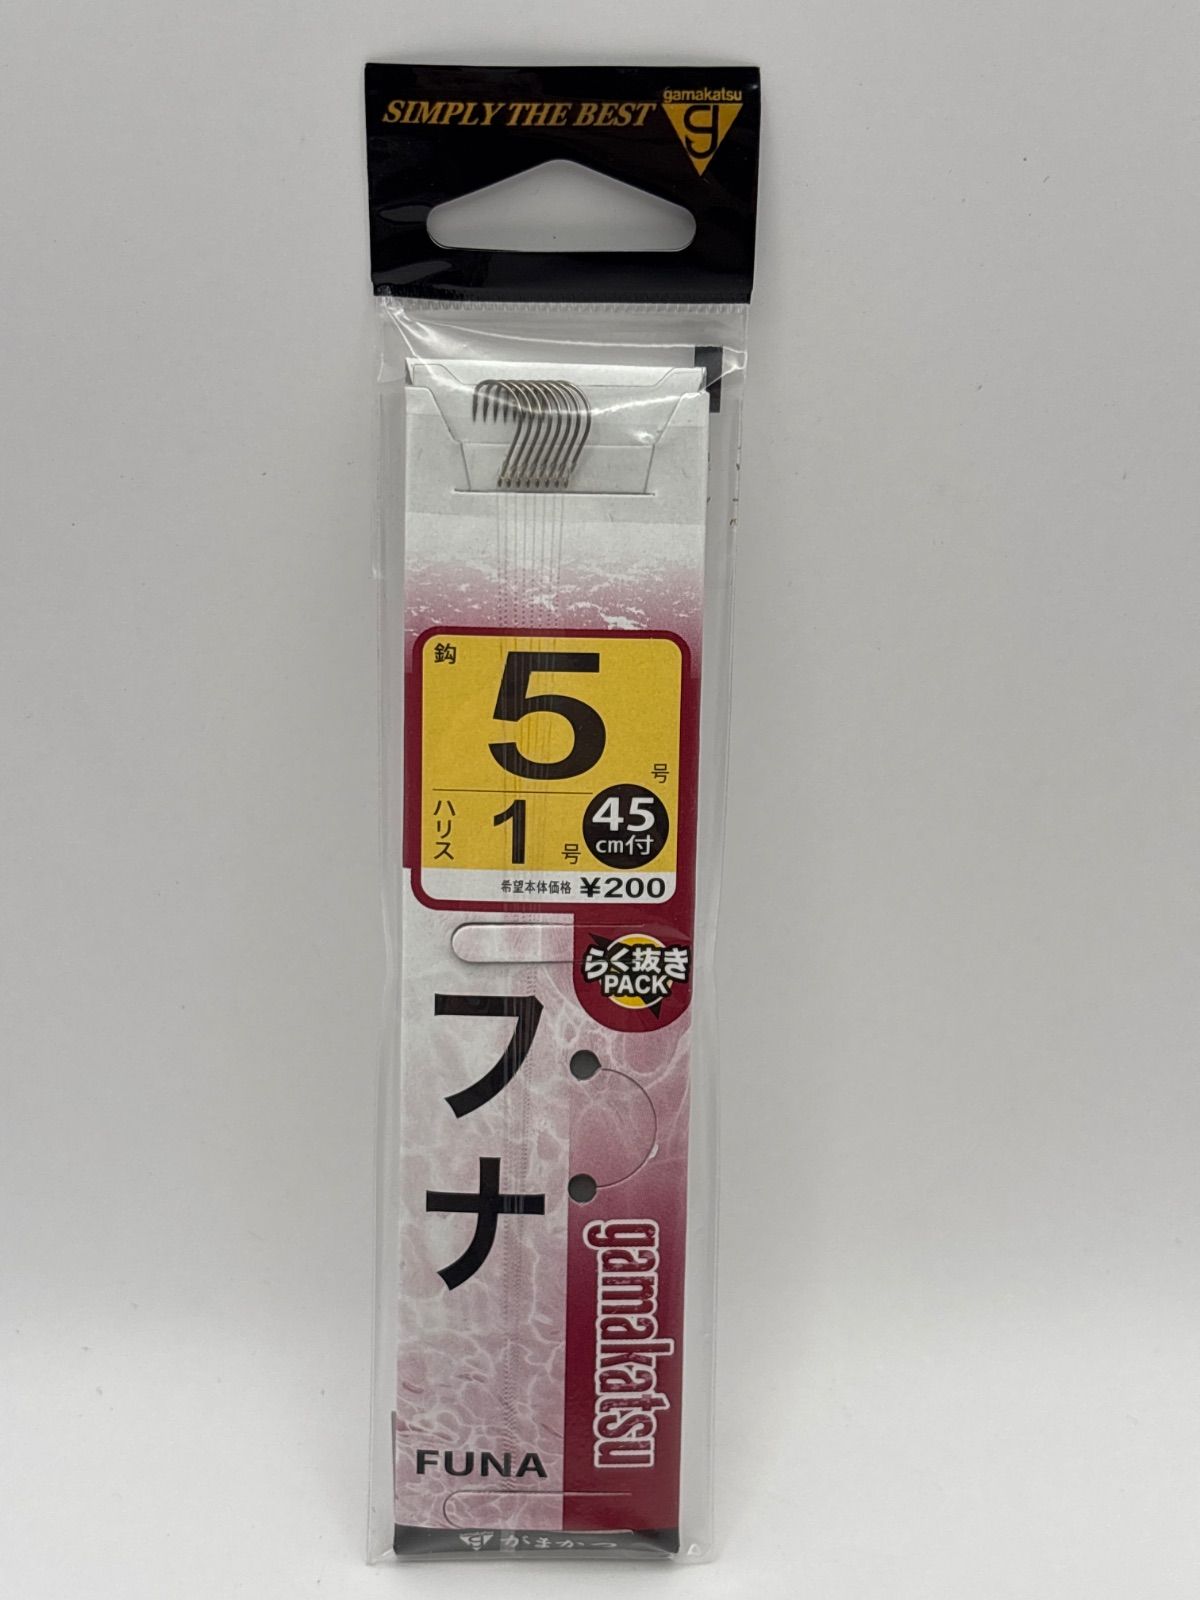 SIMPLY THE BEST
gamakatsu
鈎
5
号
ハリス
1
号
45
cm付
希望本体価格 ¥200
らく抜き
PACK
フナ
gamakatsu
FUNA
がまかつ